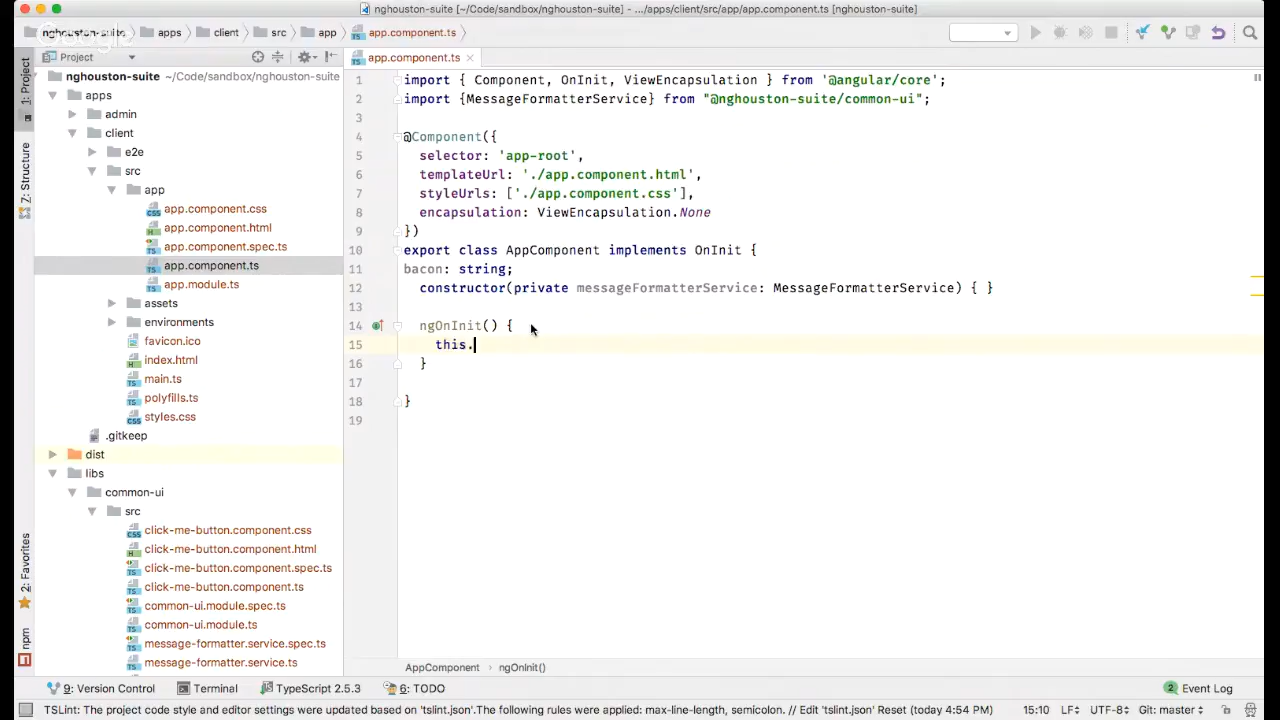 nghouston-suite [~/Code/sandbox/nghouston-suite] - .../apps/client/src/app/app.component.ts [nghouston-suite]
nghouston-suite apps client src app app.component.ts
Project
app.component.ts
nghouston-suite ~/Code/sandbox/nghouston-suite
apps
admin
client
e2e
src
app
app.component.css
app.component.html
app.component.spec.ts
app.component.ts
app.module.ts
assets
environments
favicon.ico
index.html
main.ts
polyfills.ts
styles.css
.gitkeep
dist
libs
common-ui
src
click-me-button.component.css
click-me-button.component.html
click-me-button.component.spec.ts
click-me-button.component.ts
common-ui.module.spec.ts
common-ui.module.ts
message-formatter.service.spec.ts
message-formatter.service.ts
1: Project
Z: Structure
2: Favorites
npm
1 import { Component, OnInit, ViewEncapsulation } from '@angular/core';
2 import {MessageFormatterService} from "@nghouston-suite/common-ui";
3
4 @Component({
5 selector: 'app-root',
6 templateUrl: './app.component.html',
7 styleUrls: ['./app.component.css'],
8 encapsulation: ViewEncapsulation.None
9 })
10 export class AppComponent implements OnInit {
11 bacon: string;
12 constructor(private messageFormatterService: MessageFormatterService) { }
13
14 ngOnInit() {
15 this.
16 }
17
18 }
19
AppComponent ngOnInit()
9: Version Control Terminal TypeScript 2.5.3 6: TODO 2 Event Log
TSLint: The project code style and editor settings were updated based on 'tslint.json'.The following rules were applied: max-line-length, semicolon. // Edit 'tslint.json' Reset (today 4:54 PM) 15:10 LF÷ UTF-8÷ Git: master÷